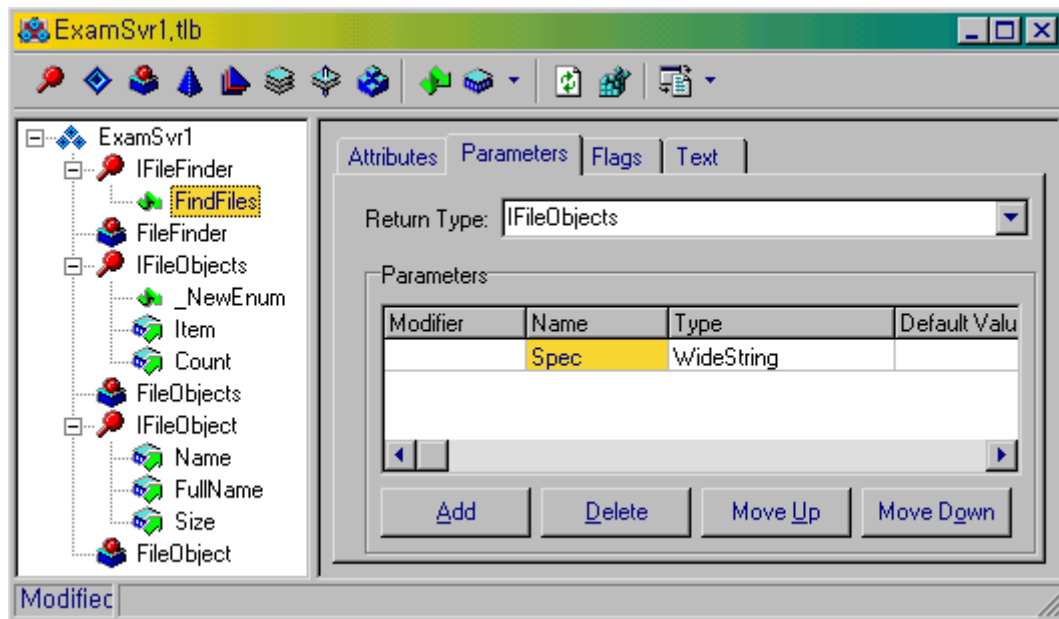 ExamSvr1.tlb
ExamSvr1
IFileFinder
FindFiles
FileFinder
IFileObjects
_NewEnum
Item
Count
FileObjects
IFileObject
Name
FullName
Size
FileObject
Attributes Parameters Flags Text
Return Type: IFileObjects
Parameters
Modifier Name Type Default Valu
Spec WideString
Add Delete Move Up Move Down
Modified